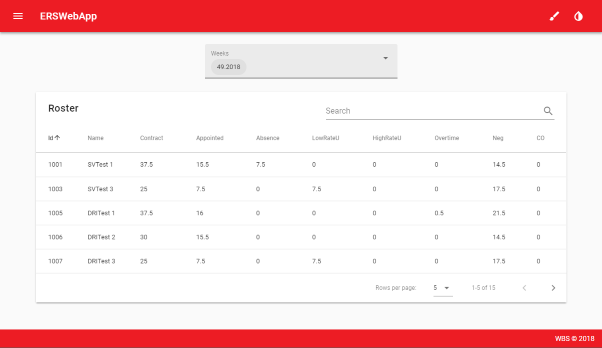 ERSWebApp
Weeks
49.2018
Roster
Search
Id Name Contract Appointed Absence LowRateU HighRateU Overtime Neg CO
1001 SVTest 1 37.5 15.5 7.5 0 0 0 14.5 0
1003 SVTest 3 25 7.5 0 7.5 0 0 17.5 0
1005 DRITest 1 37.5 16 0 0 0 0.5 21.5 0
1006 DRITest 2 30 15.5 0 0 0 0 14.5 0
1007 DRITest 3 25 7.5 0 7.5 0 0 17.5 0
Rows per page: 5 1-5 of 15
WBS © 2018